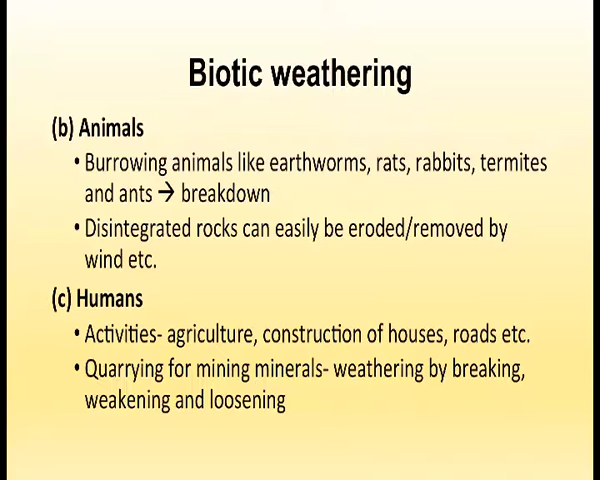 Biotic weathering
(b) Animals
• Burrowing animals like earthworms, rats, rabbits, termites
and ants → breakdown
• Disintegrated rocks can easily be eroded/removed by
wind etc.
(c) Humans
• Activities- agriculture, construction of houses, roads etc.
• Quarrying for mining minerals- weathering by breaking,
weakening and loosening